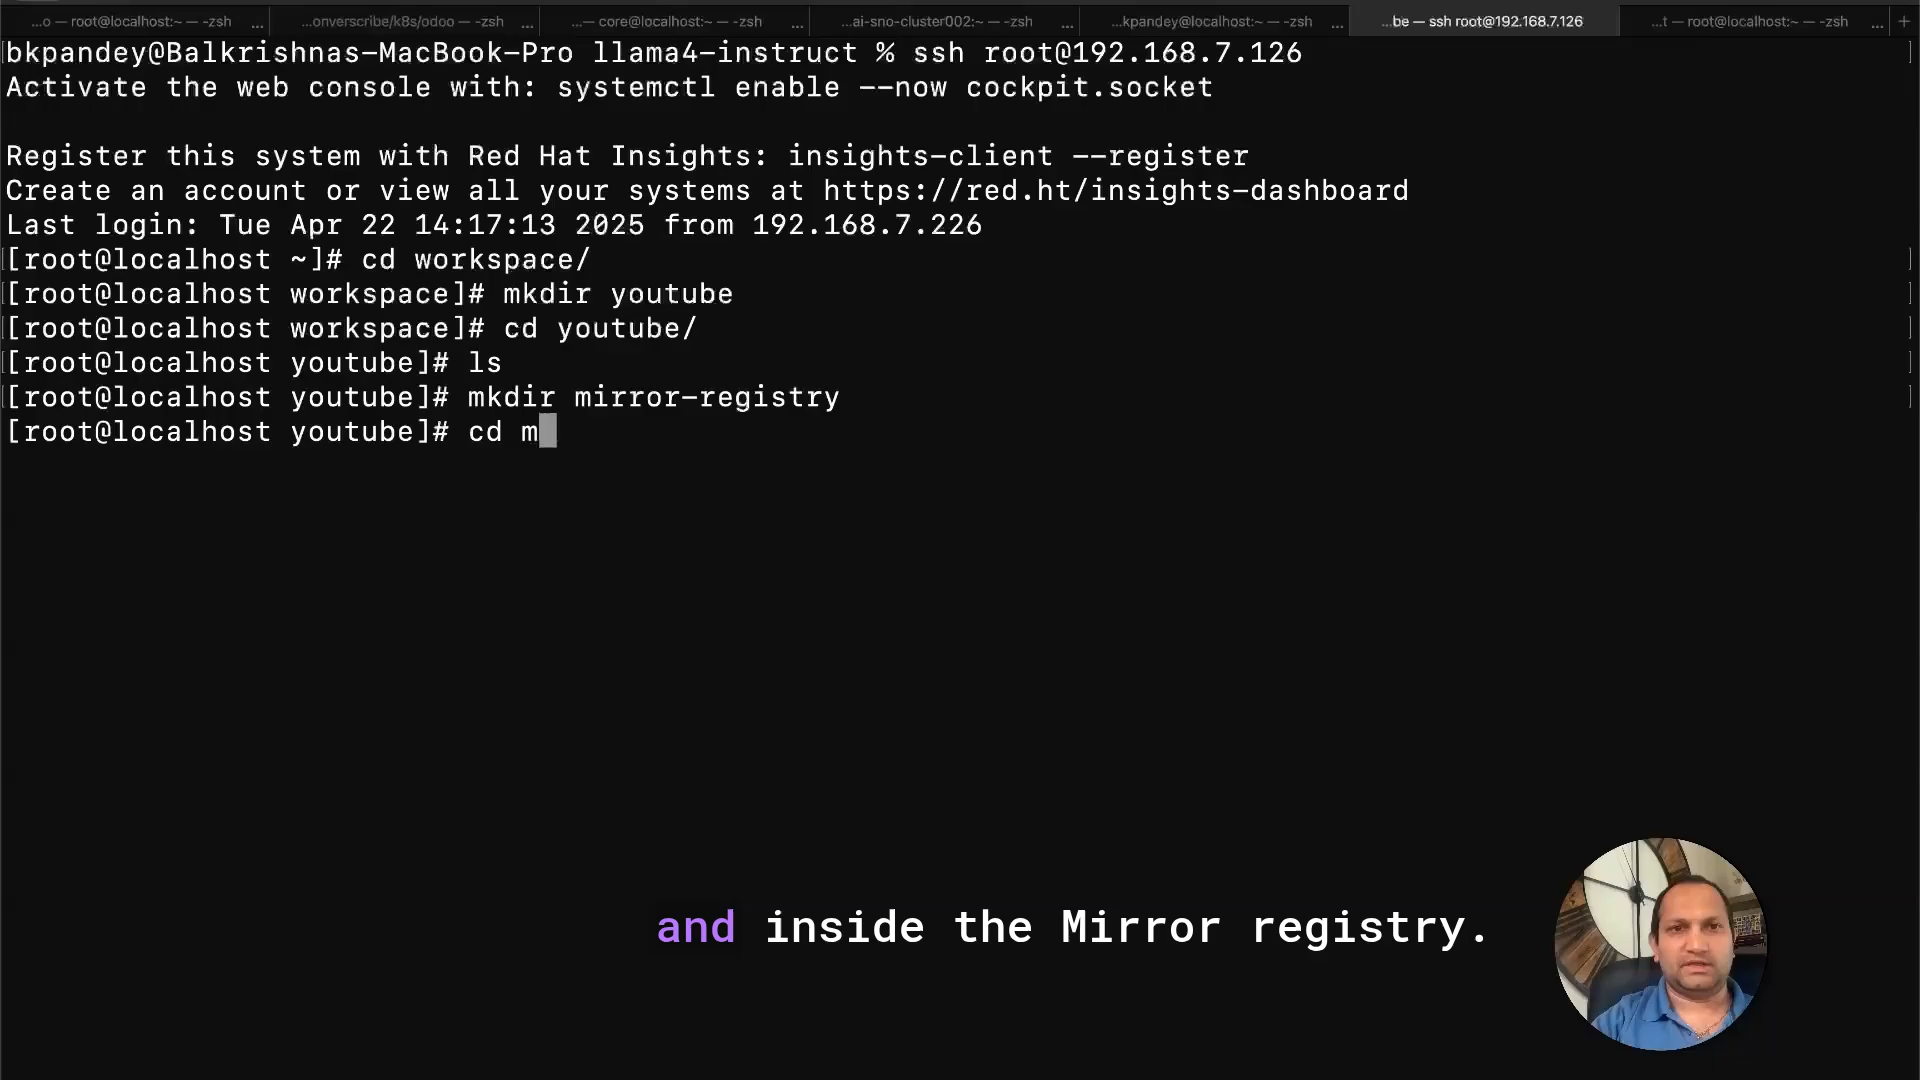 ...o — root@localhost:~ — -zsh ... ...onverscribe/k8s/odoo — -zsh ... ...— core@localhost:~ — -zsh ... ...ai-sno-cluster002:~ — -zsh ... ...kpandey@localhost:~ — -zsh ... ...be — ssh root@192.168.7.126 ...t — root@localhost:~ — -zsh ... +
[bkpandey@Balkrishnas-MacBook-Pro llama4-instruct % ssh root@192.168.7.126 ]
Activate the web console with: systemctl enable --now cockpit.socket
Register this system with Red Hat Insights: insights-client --register
Create an account or view all your systems at https://red.ht/insights-dashboard
Last login: Tue Apr 22 14:17:13 2025 from 192.168.7.226
[[root@localhost ~]# cd workspace/ ]
[[root@localhost workspace]# mkdir youtube ]
[[root@localhost workspace]# cd youtube/ ]
[[root@localhost youtube]# ls ]
[[root@localhost youtube]# mkdir mirror-registry ]
[root@localhost youtube]# cd m
and inside the Mirror registry.